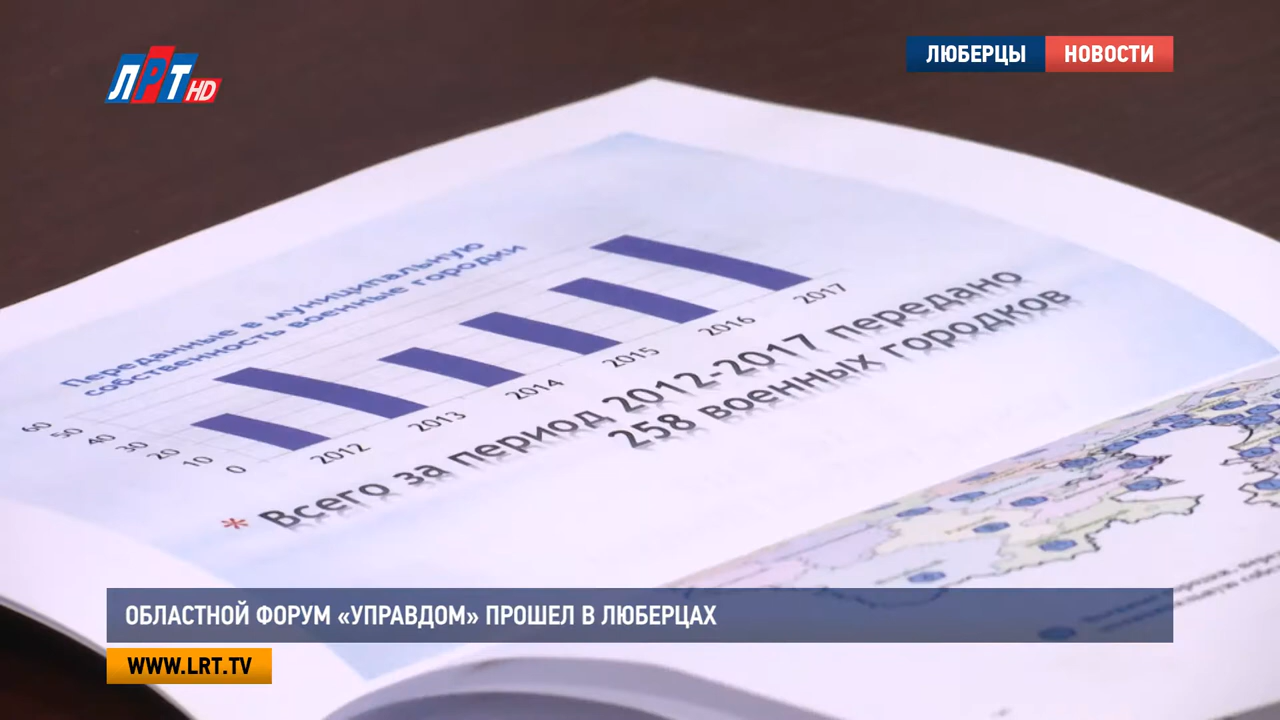 ЛРТ HD
ЛЮБЕРЦЫ НОВОСТИ
Переданные в муниципальную
собственность военные городки
60
50
40
30
20
10
0
2012
2013
2014
2015
2016
2017
* Всего за период 2012-2017 передано
258 военных городков
ОБЛАСТНОЙ ФОРУМ «УПРАВДОМ» ПРОШЕЛ В ЛЮБЕРЦАХ
WWW.LRT.TV